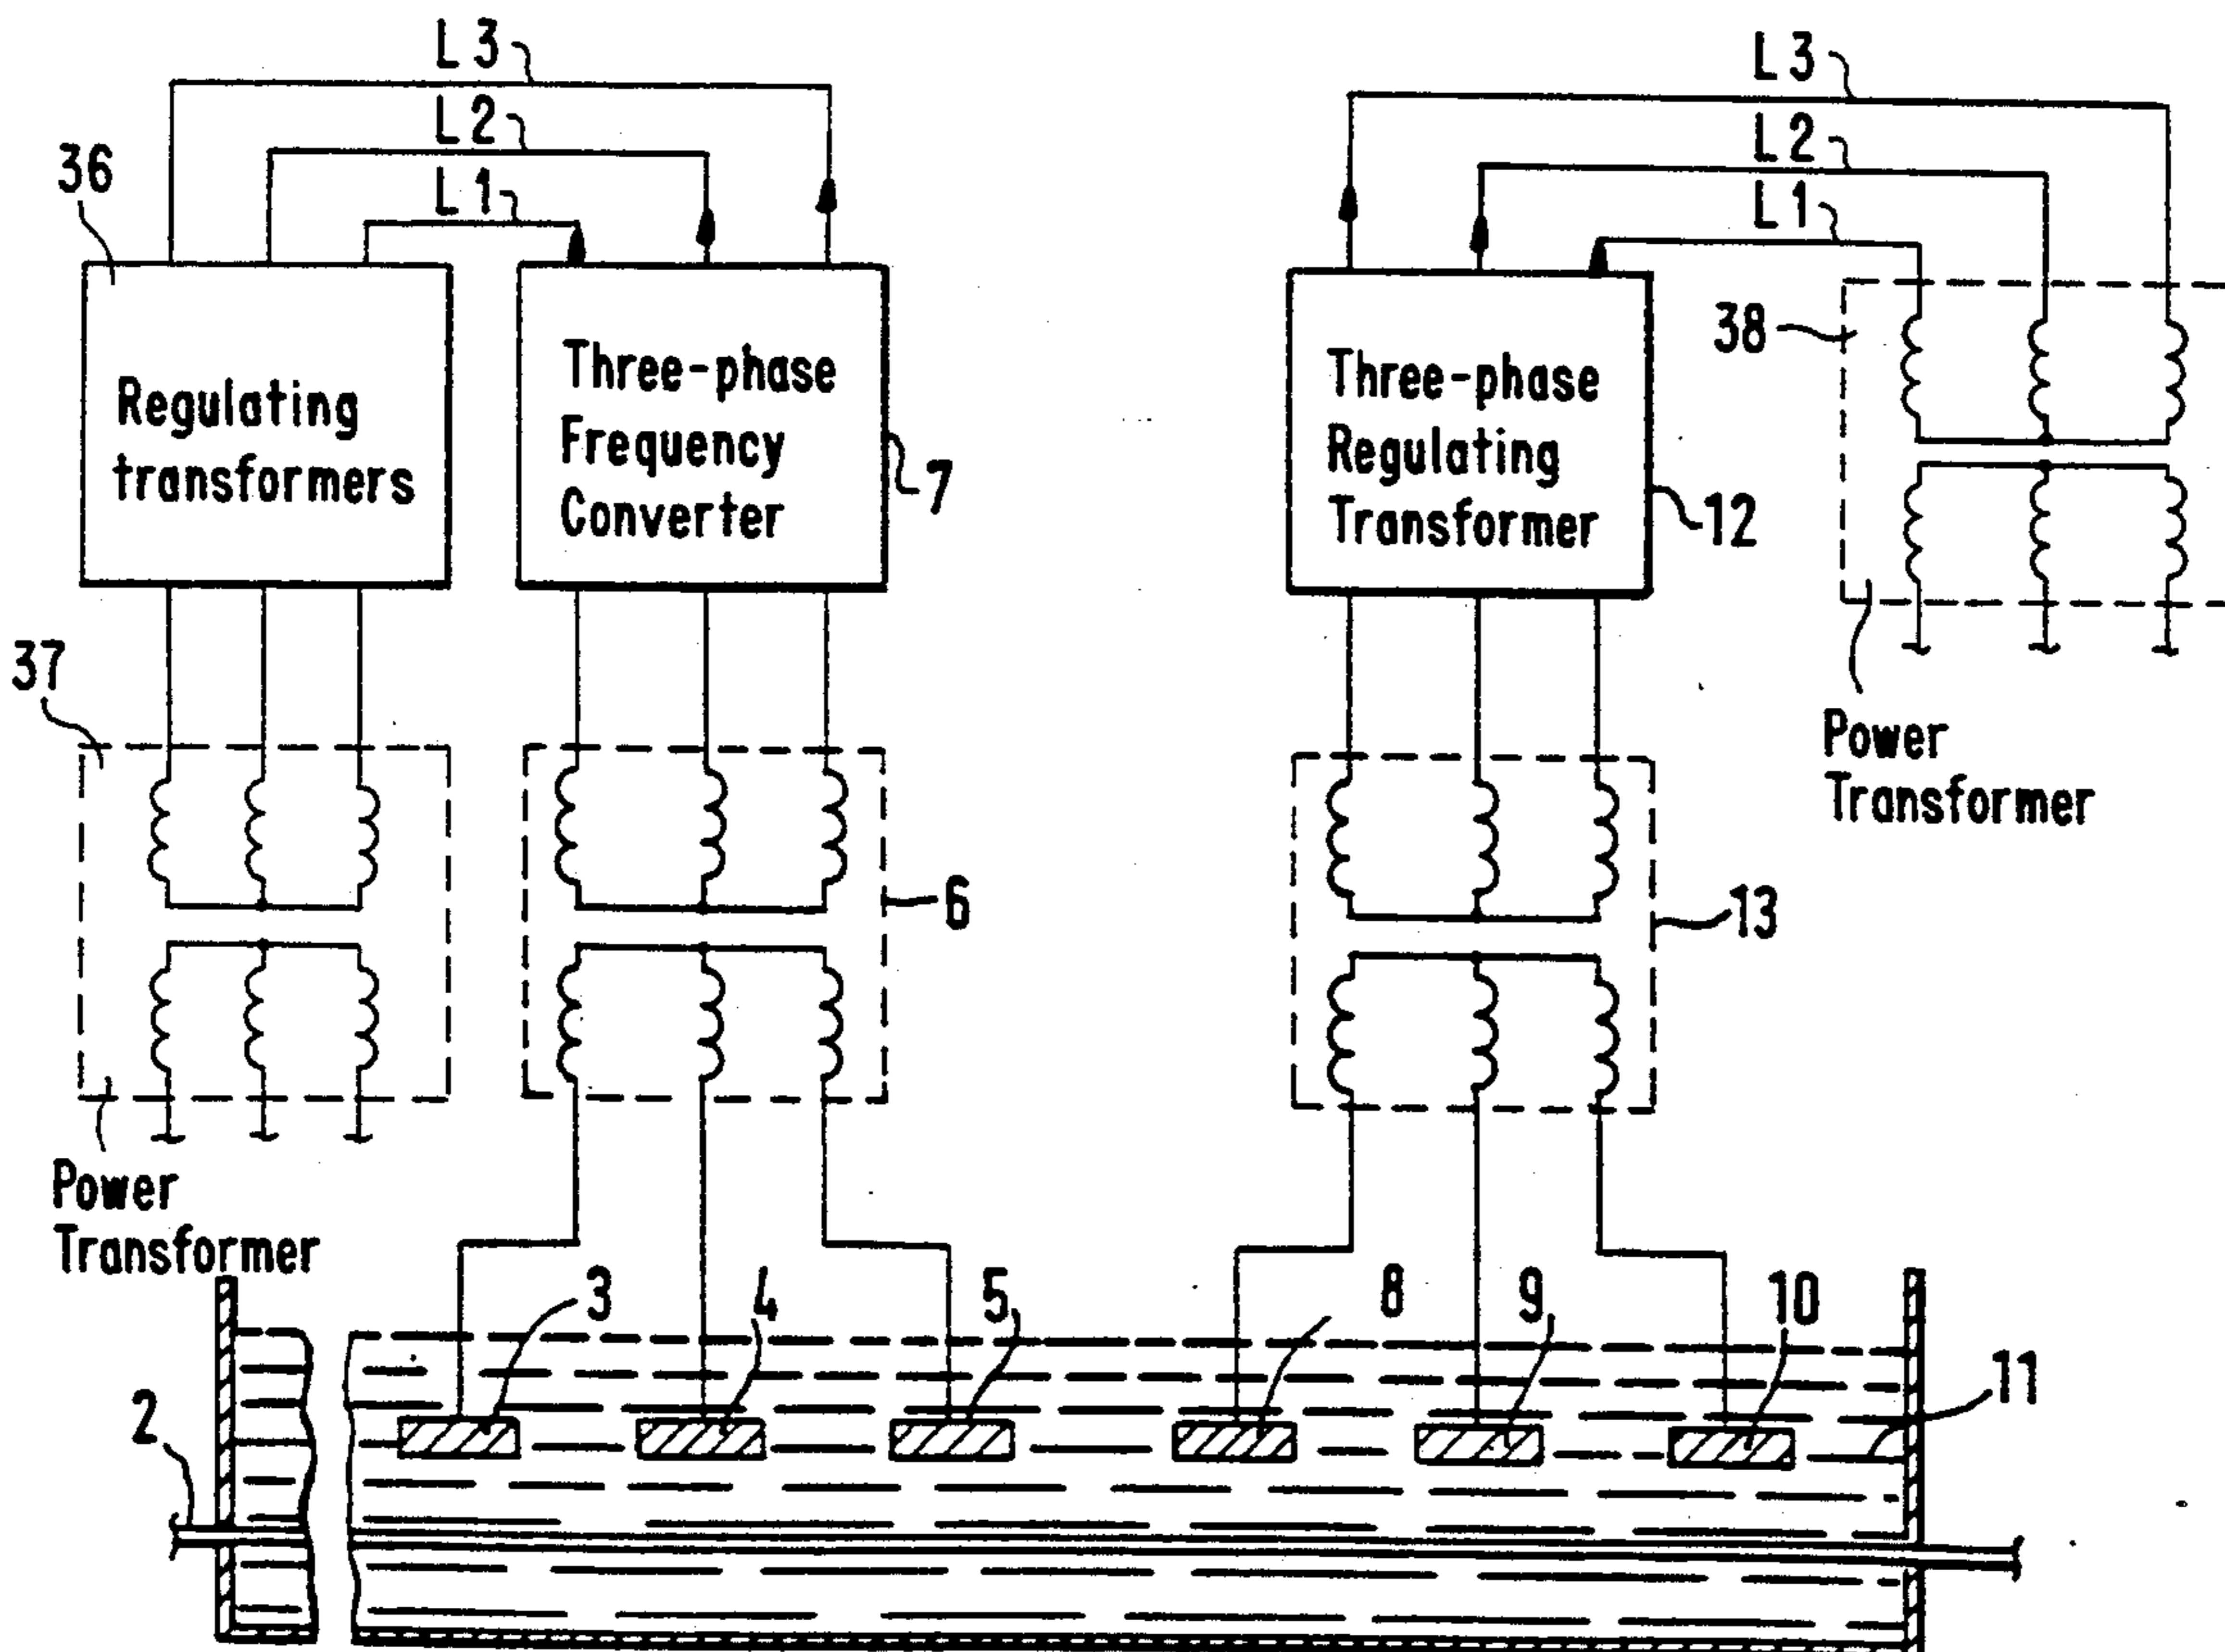 L3
L2
L1
36
Regulating
transformers
Three-phase
Frequency
Converter
7
37
6
Power
Transformer
L3
L2
L1
38
Three-phase
Regulating
Transformer
12
Power
Transformer
13
3
4
5
8
9
10
11
2